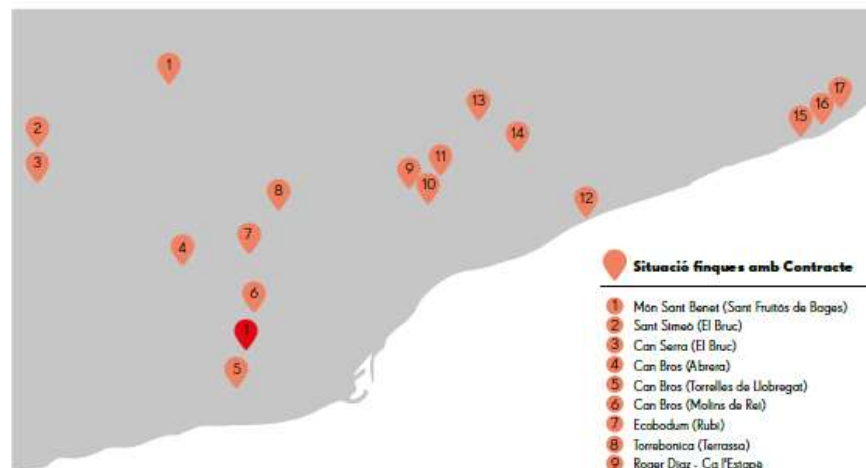 1
13
17
16
2
15
14
3
11
9
10
8
12
7
4
6
1
5
Situació finques amb Contracte
1 Món Sant Benet (Sant Fruitós de Bages)
2 Sant Simeó (El Bruc)
3 Can Serra (El Bruc)
4 Can Bros (Abrera)
5 Can Bros (Torrelles de Llobregat)
6 Can Bros (Molins de Rei)
7 Ecobodum (Rubí)
8 Torrebonica (Terrassa)
9 Roger Díaz - Ca l'Estapé